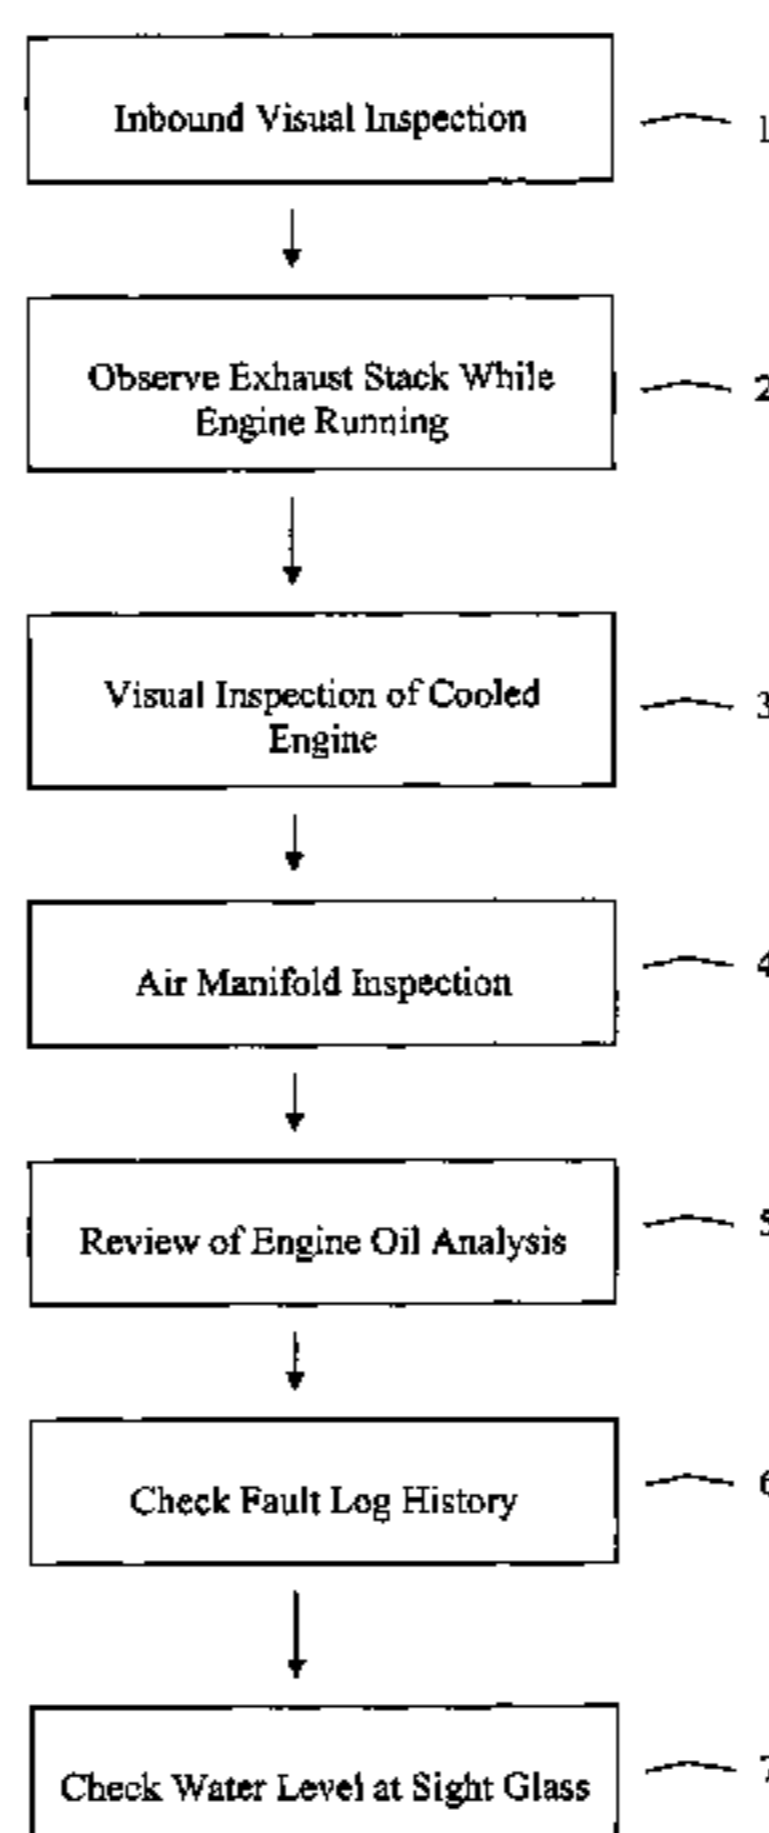 Inbound Visual Inspection
1
Observe Exhaust Stack While
Engine Running
2
Visual Inspection of Cooled
Engine
3
Air Manifold Inspection
4
Review of Engine Oil Analysis
5
Check Fault Log History
6
Check Water Level at Sight Glass
7